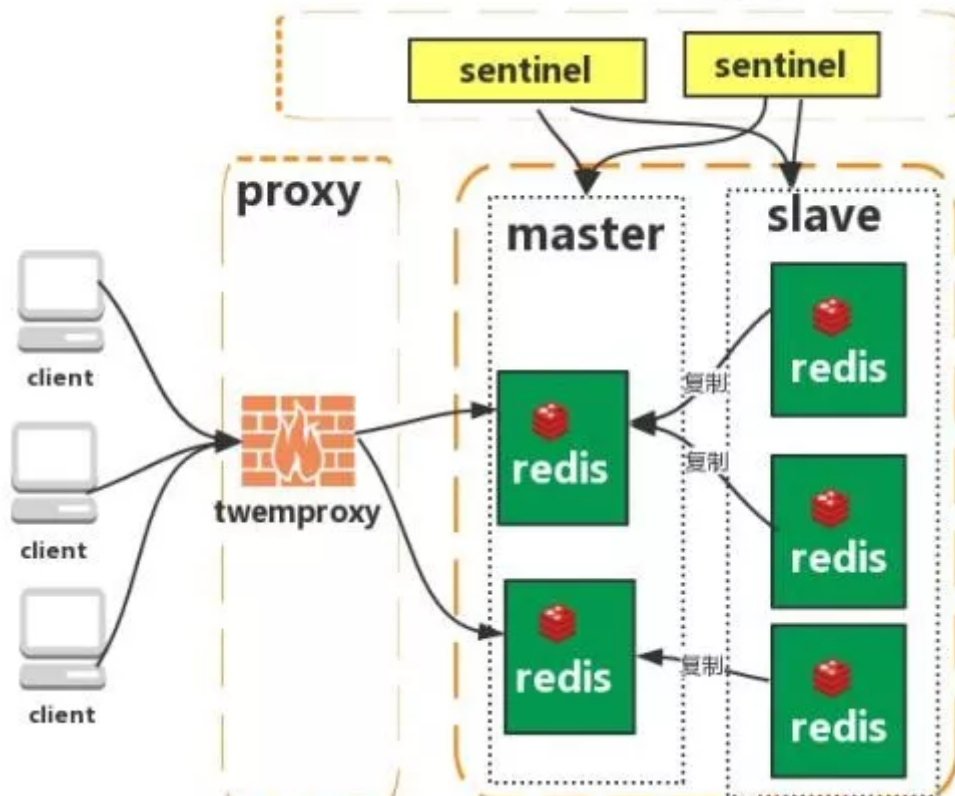 sentinel
sentinel
proxy
master
slave
client
client
client
twemproxy
redis
redis
复制
复制
复制
redis
redis
redis